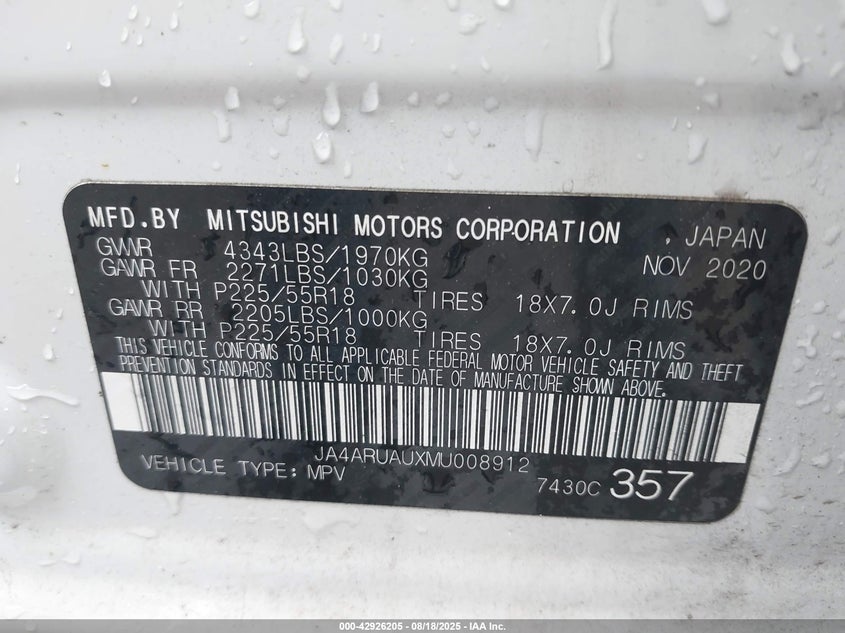 MFD.BY MITSUBISHI MOTORS CORPORATION , JAPAN
GVWR 4343LBS/1970KG NOV 2020
GAWR FR 2271LBS/1030KG
WITH P225/55R18 TIRES 18X7.0J RIMS
GAWR RR 2205LBS/1000KG
WITH P225/55R18 TIRES 18X7.0J RIMS
THIS VEHICLE CONFORMS TO ALL APPLICABLE FEDERAL MOTOR VEHICLE SAFETY AND THEFT
PREVENTION STANDARDS IN EFFECT ON THE DATE OF MANUFACTURE SHOWN ABOVE.
JA4ARUAUXMU008912
VEHICLE TYPE: MPV 7430C 357
000-42926205 - 08/18/2025 - IAA Inc.